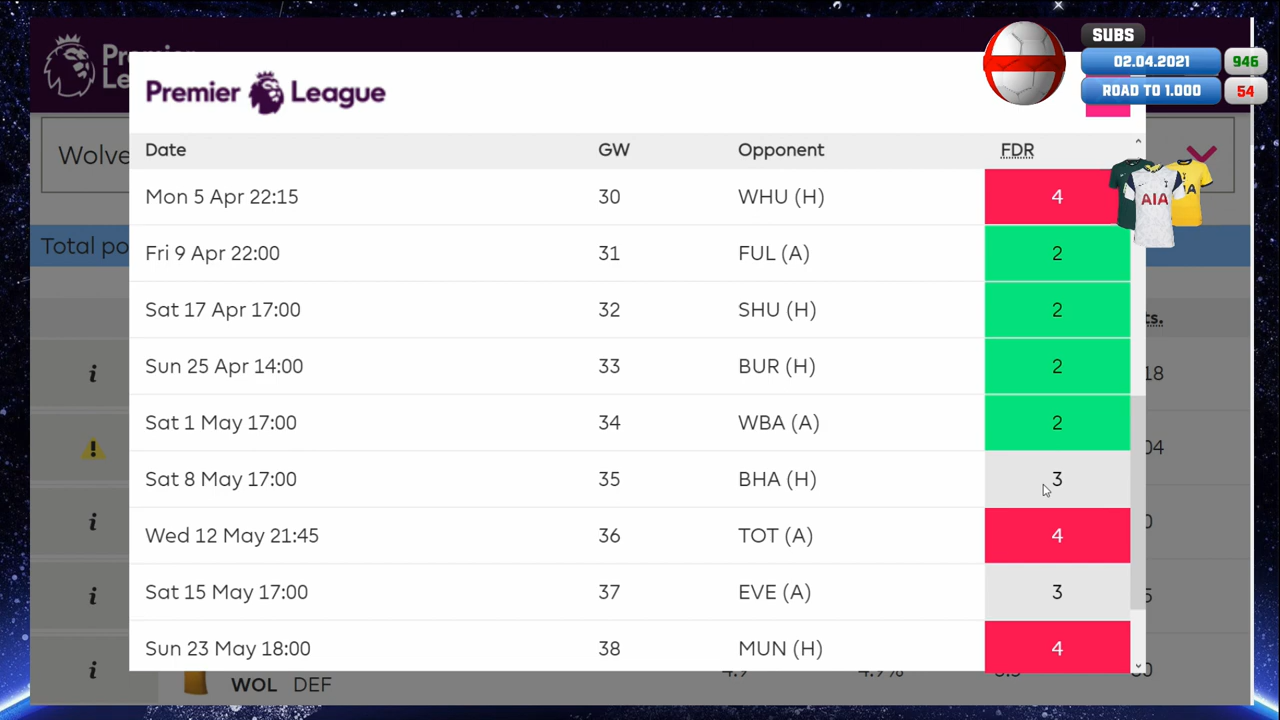 SUBS
02.04.2021 946
ROAD TO 1.000 54
Premier League
Wolve
Total po
Date GW Opponent FDR
Mon 5 Apr 22:15 30 WHU (H) 4
AIA
Fri 9 Apr 22:00 31 FUL (A) 2
Sat 17 Apr 17:00 32 SHU (H) 2
ts.
Sun 25 Apr 14:00 33 BUR (H) 2
18
Sat 1 May 17:00 34 WBA (A) 2
04
Sat 8 May 17:00 35 BHA (H) 3
Wed 12 May 21:45 36 TOT (A) 4
Sat 15 May 17:00 37 EVE (A) 3
Sun 23 May 18:00 38 MUN (H) 4
WOL DEF